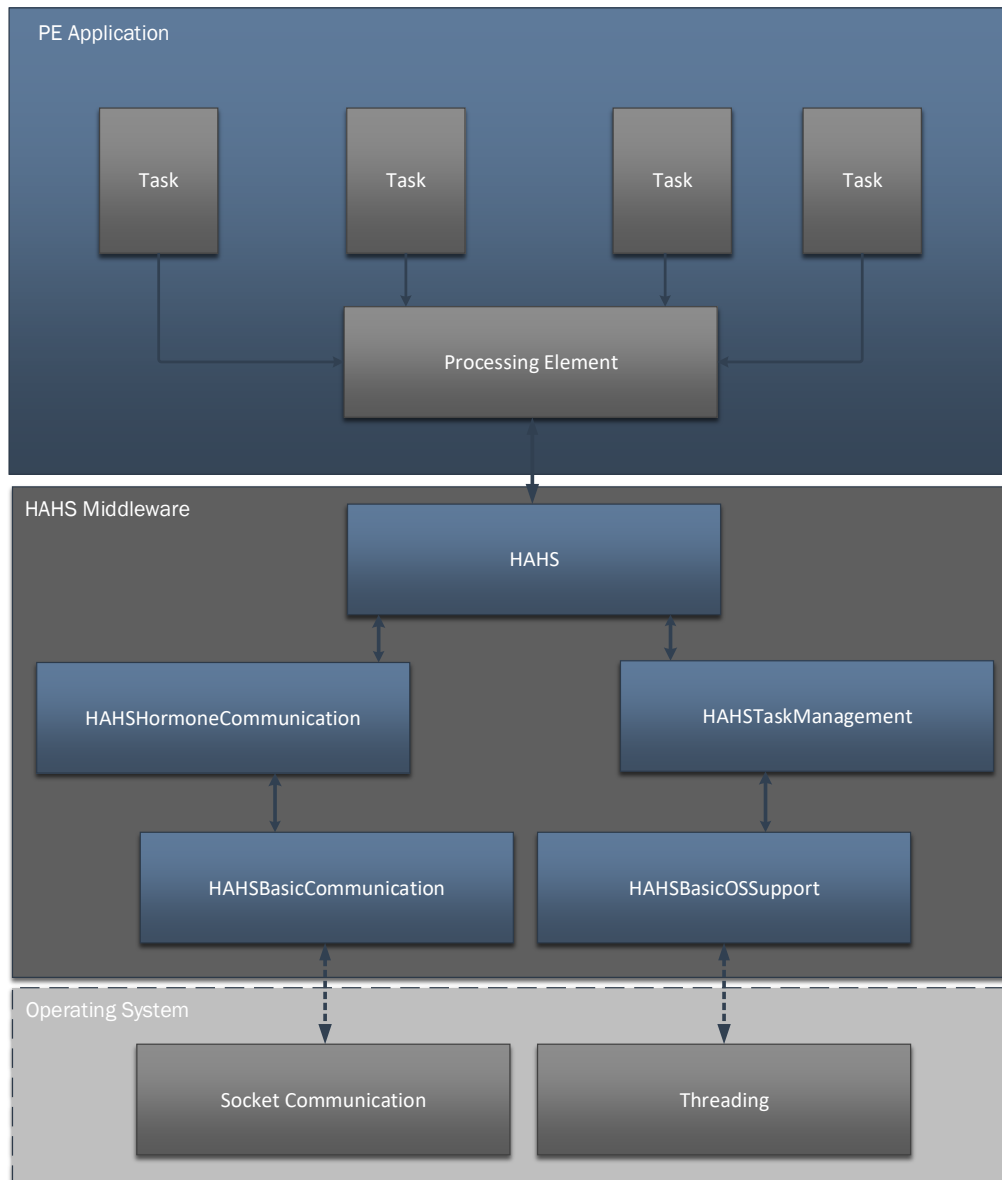 PE Application
Task
Task
Task
Task
Processing Element
HAHS Middleware
HAHS
HAHSHormoneCommunication
HAHSTaskManagement
HAHSBasicCommunication
HAHSBasicOSSupport
Operating System
Socket Communication
Threading